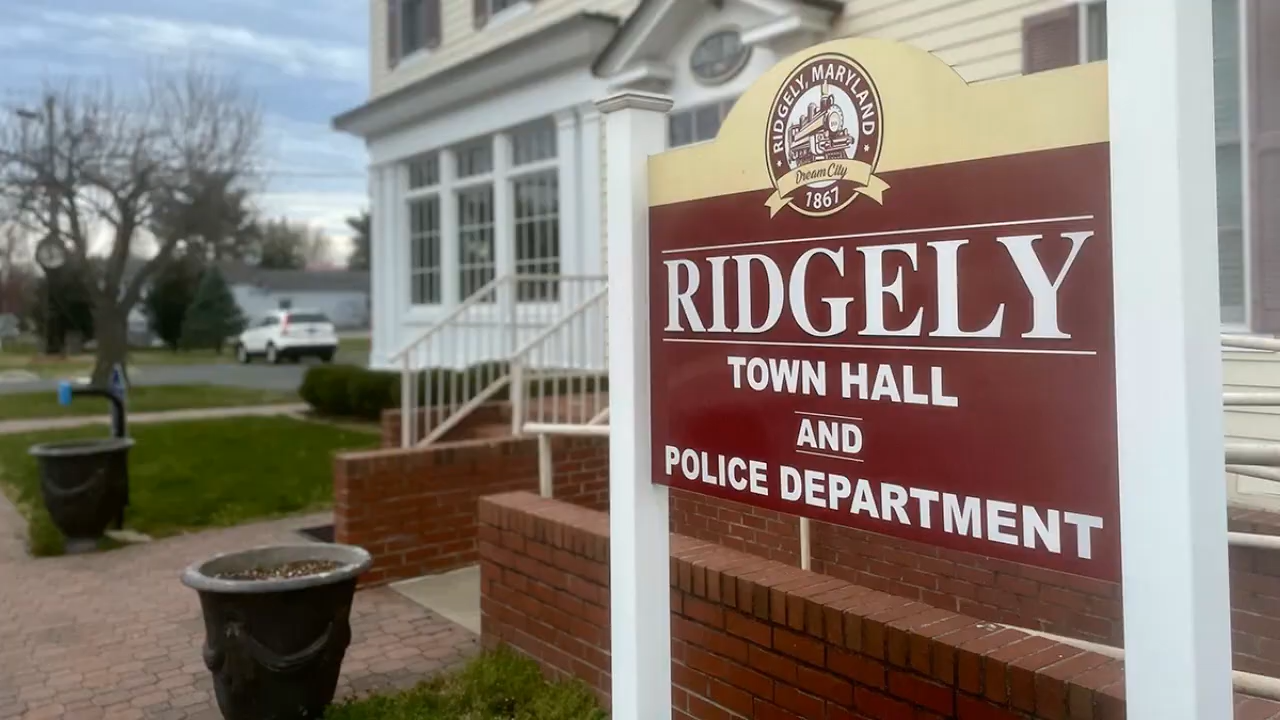 RIDGELY, MARYLAND
Dream City
1867
RIDGELY
TOWN HALL
AND
POLICE DEPARTMENT